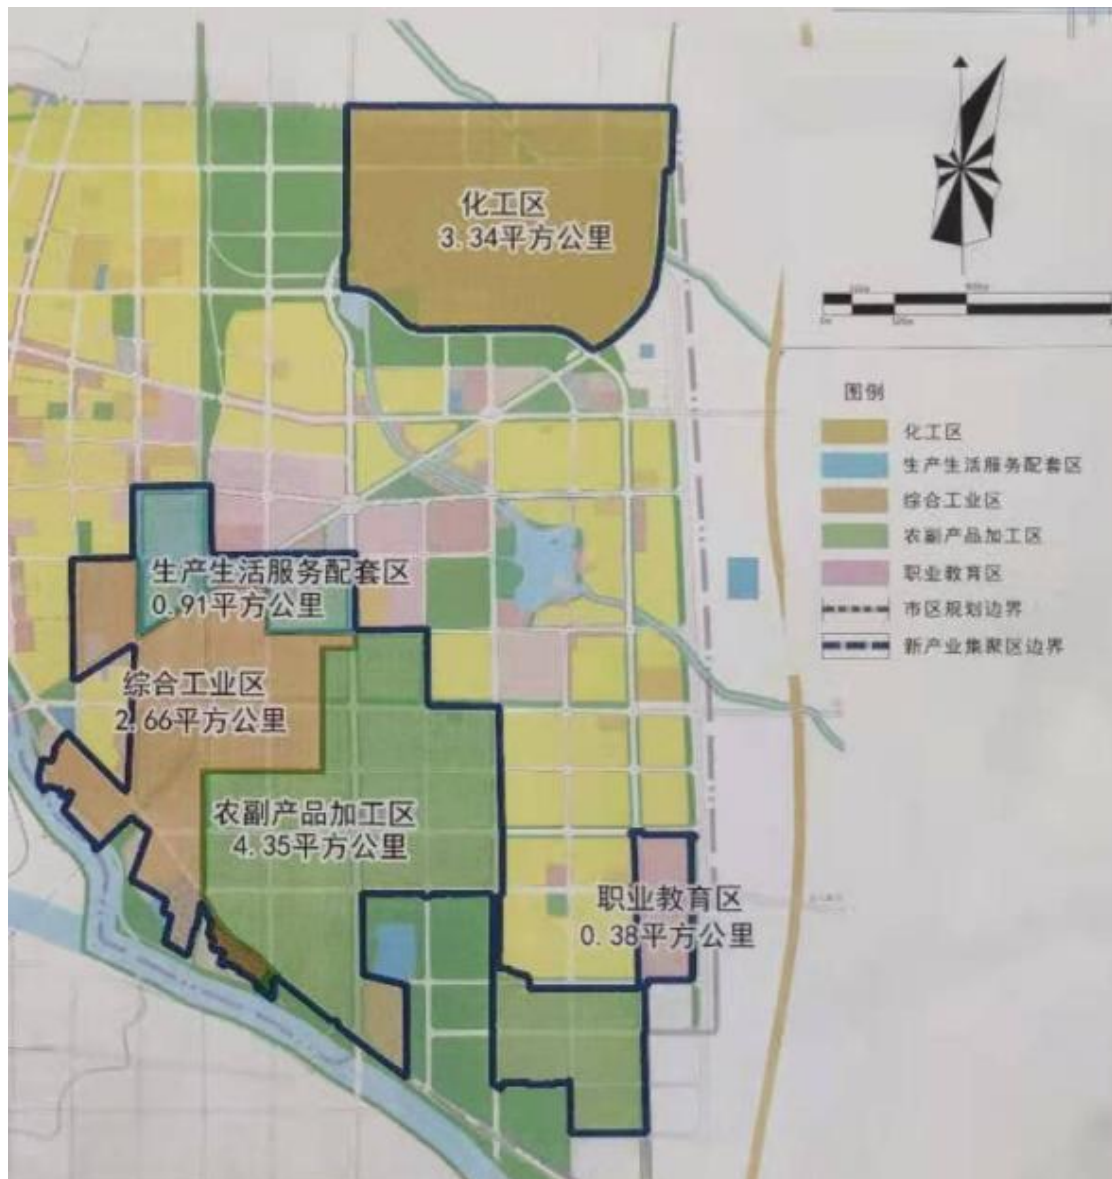 化工区
3.34平方公里
图例
化工区
生产生活服务配套区
综合工业区
农副产品加工区
职业教育区
市区规划边界
新产业集聚区边界
生产生活服务配套区
0.91平方公里
综合工业区
2.66平方公里
农副产品加工区
4.35平方公里
职业教育区
0.38平方公里